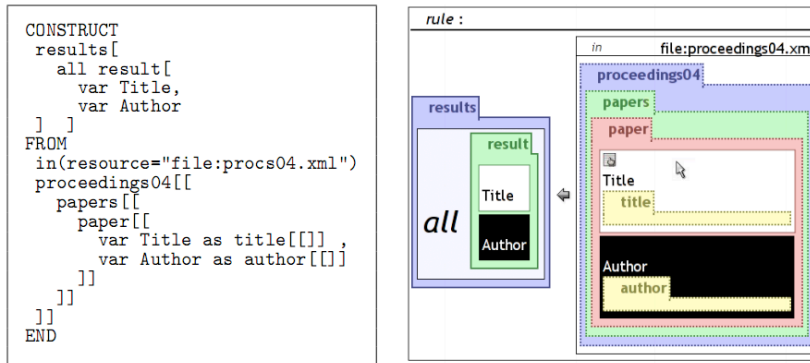 CONSTRUCT
results[
all result[
var Title,
var Author
] ]
FROM
in(resource="file:procs04.xml")
proceedings04[[
papers[[
paper[[
var Title as title[[]] ,
var Author as author[[]]
]]
]]
]]
END
rule :
results
all
result
Title
Author
in file:proceedings04.xm
proceedings04
papers
paper
Title
title
Author
author